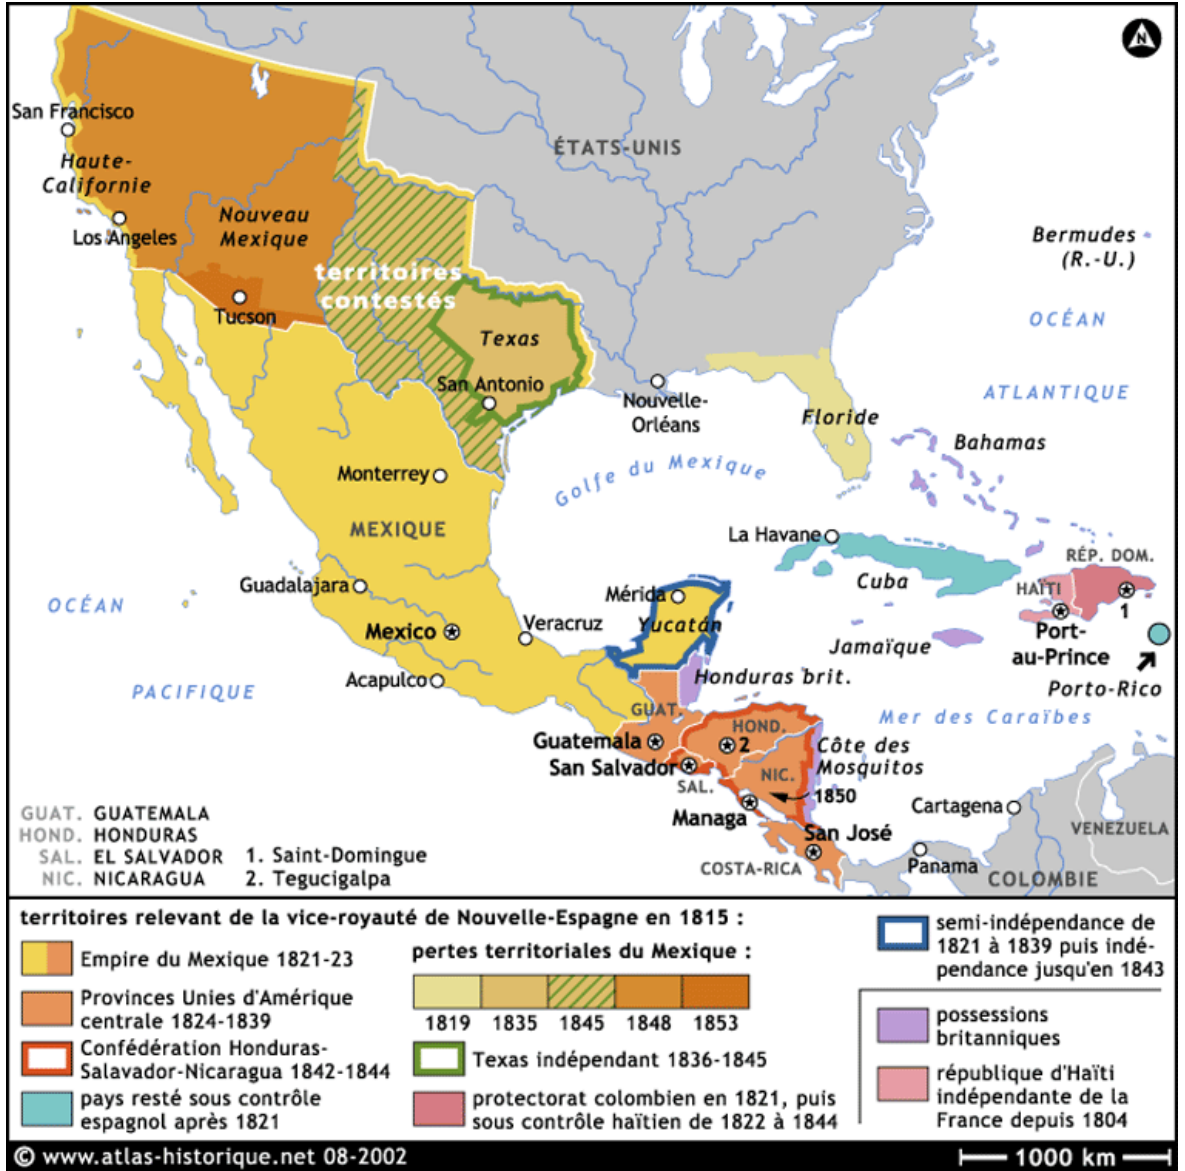 N
San Francisco
Haute-
Californie
Los Angeles
Nouveau
Mexique
Tucson
territoires
contestés
Texas
San Antonio
ÉTATS-UNIS
Nouvelle-
Orléans
Floride
Bermudes
(R.-U.)
OCÉAN
ATLANTIQUE
Bahamas
Golfe du Mexique
Monterrey
MEXIQUE
La Havane
Cuba
RÉP. DOM.
HAÏTI
1
Port-
au-Prince
Porto-Rico
Jamaïque
Guadalajara
OCÉAN
PACIFIQUE
Mexico
Veracruz
Acapulco
Mérida
Yucatán
Honduras brit.
GUAT.
Guatemala
San Salvador
SAL.
HOND.
2
NIC.
1850
Côte des
Mosquitos
Mer des Caraïbes
Managa
San José
COSTA-RICA
Cartagena
Panama
VENEZUELA
COLOMBIE
GUAT. GUATEMALA
HOND. HONDURAS
SAL. EL SALVADOR 1. Saint-Domingue
NIC. NICARAGUA 2. Tegucigalpa
territoires relevant de la vice-royauté de Nouvelle-Espagne en 1815 :
Empire du Mexique 1821-23
Provinces Unies d'Amérique
centrale 1824-1839
Confédération Honduras-
Salavador-Nicaragua 1842-1844
pays resté sous contrôle
espagnol après 1821
pertes territoriales du Mexique :
1819 1835 1845 1848 1853
Texas indépendant 1836-1845
protectorat colombien en 1821, puis
sous contrôle haïtien de 1822 à 1844
semi-indépendance de
1821 à 1839 puis indé-
pendance jusqu'en 1843
possessions
britanniques
république d'Haïti
indépendante de la
France depuis 1804
© www.atlas-historique.net 08-2002
1000 km